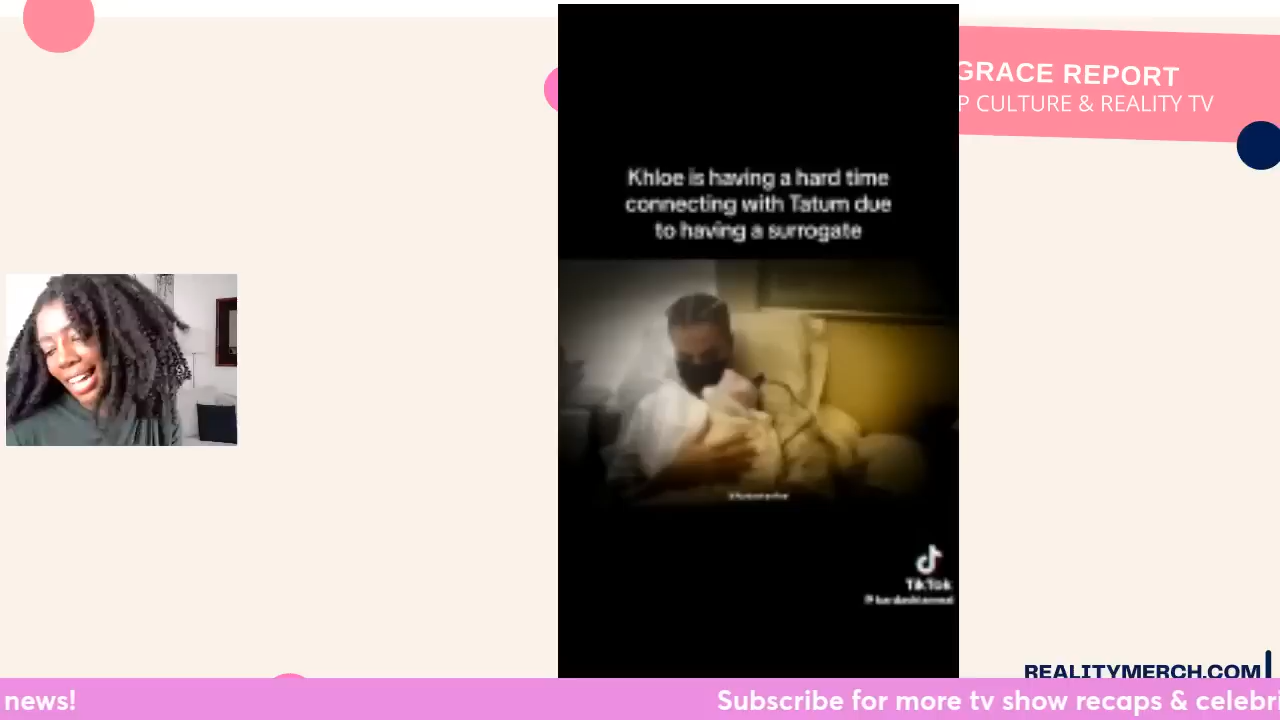 GRACE REPORT
P CULTURE & REALITY TV
Khloe is having a hard time
connecting with Tatum due
to having a surrogate
TikTok
REALITYMERCH.COM
news!
Subscribe for more tv show recaps & celebri